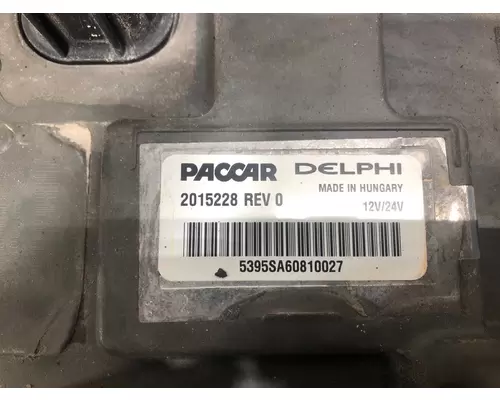 PACCAR DELPHI
MADE IN HUNGARY
2015228 REV 0
12V/24V
5395SA60810027